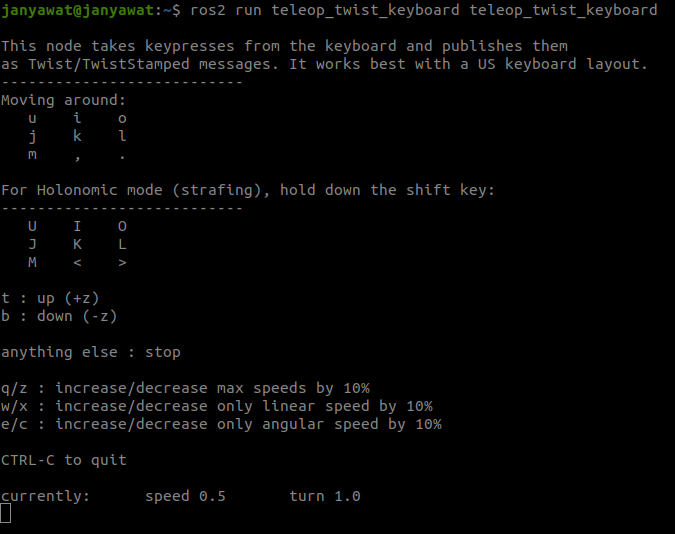 janyawat@janyawat:~$ ros2 run teleop_twist_keyboard teleop_twist_keyboard
This node takes keypresses from the keyboard and publishes them
as Twist/TwistStamped messages. It works best with a US keyboard layout.
---------------------------
Moving around:
   u    i    o
   j    k    l
   m    ,    .
For Holonomic mode (strafing), hold down the shift key:
---------------------------
   U    I    O
   J    K    L
   M    <    >
t : up (+z)
b : down (-z)
anything else : stop
q/z : increase/decrease max speeds by 10%
w/x : increase/decrease only linear speed by 10%
e/c : increase/decrease only angular speed by 10%
CTRL-C to quit
currently:      speed 0.5       turn 1.0